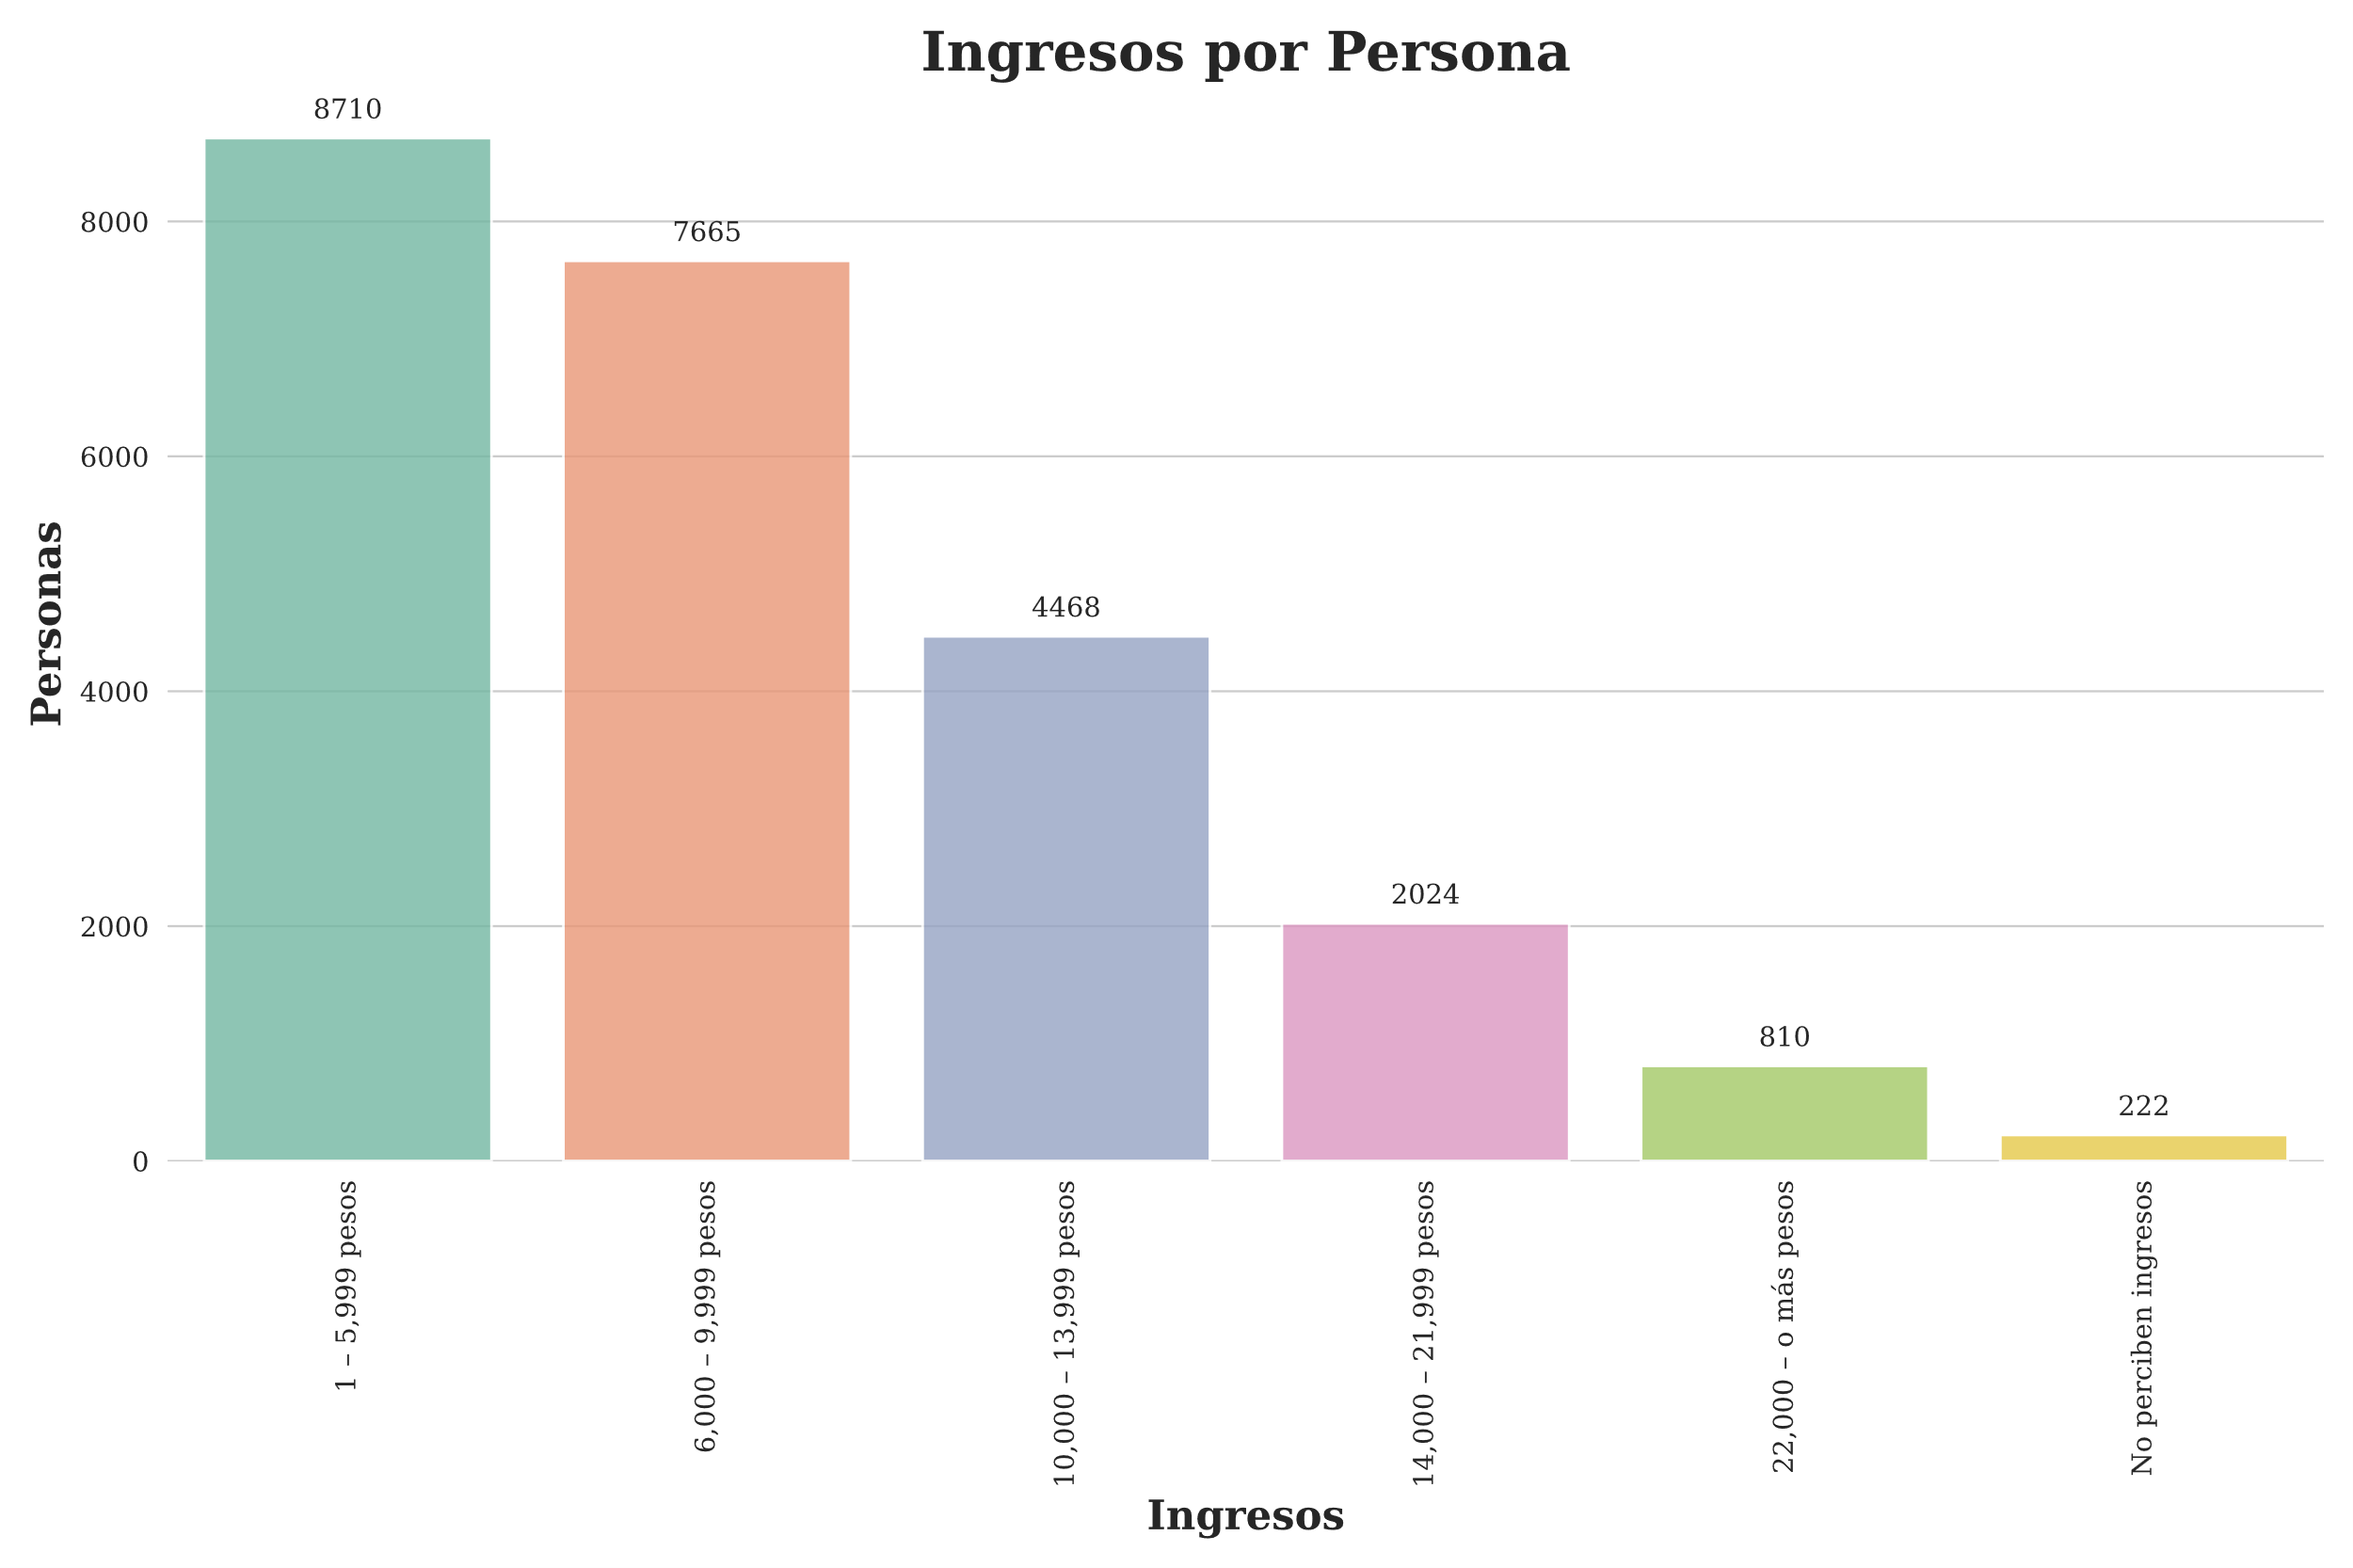 Ingresos por Persona
8710
8000
7665
6000
4468
4000
2024
2000
810
222
0
Personas
1 – 5,999 pesos
6,000 – 9,999 pesos
10,000 – 13,999 pesos
14,000 – 21,999 pesos
22,000 – o más pesos
No perciben ingresos
Ingresos